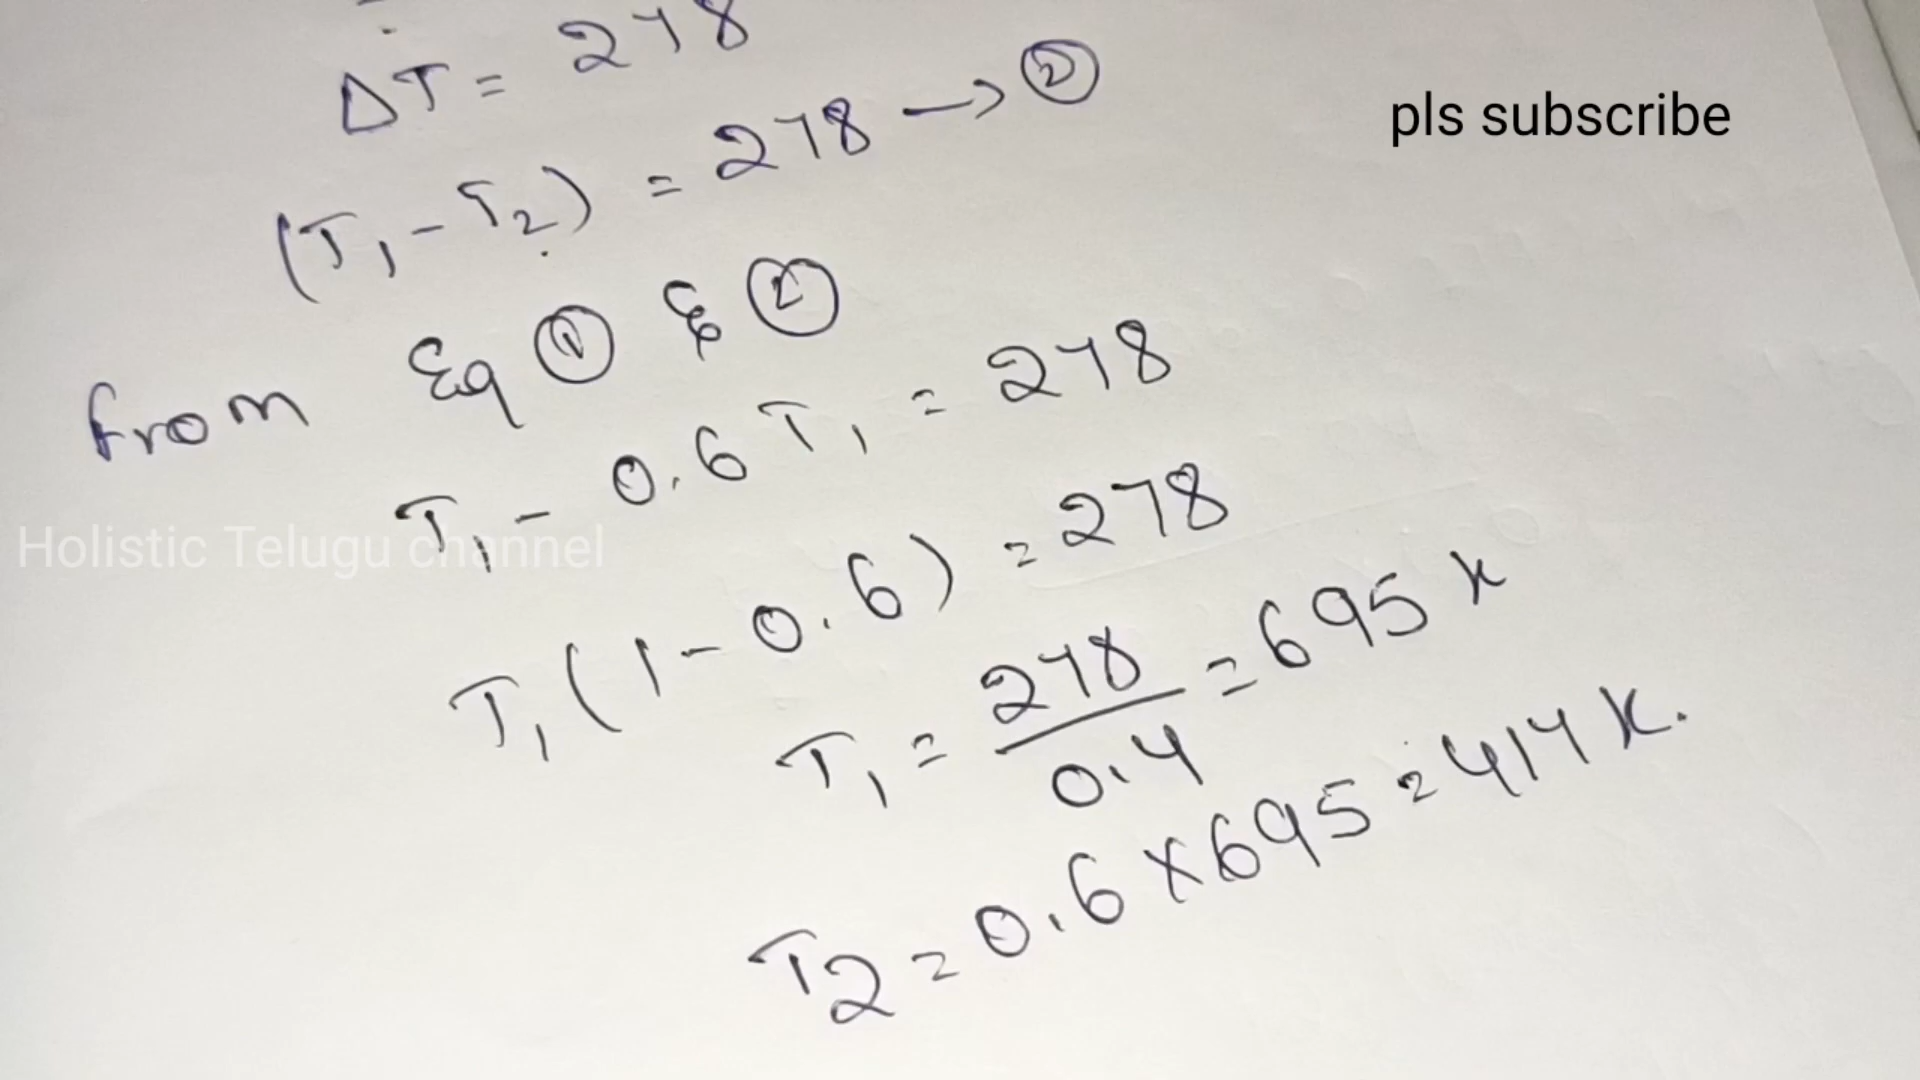 ΔT = 278
(T₁ - T₂) = 278 → ②
pls subscribe
from Eq ① & ②
T₁ - 0.6 T₁ = 278
Holistic Telugu channel
T₁ (1 - 0.6) = 278
T₁ = 278/0.4 = 695 K
T2 = 0.6 × 695 = 417 K.